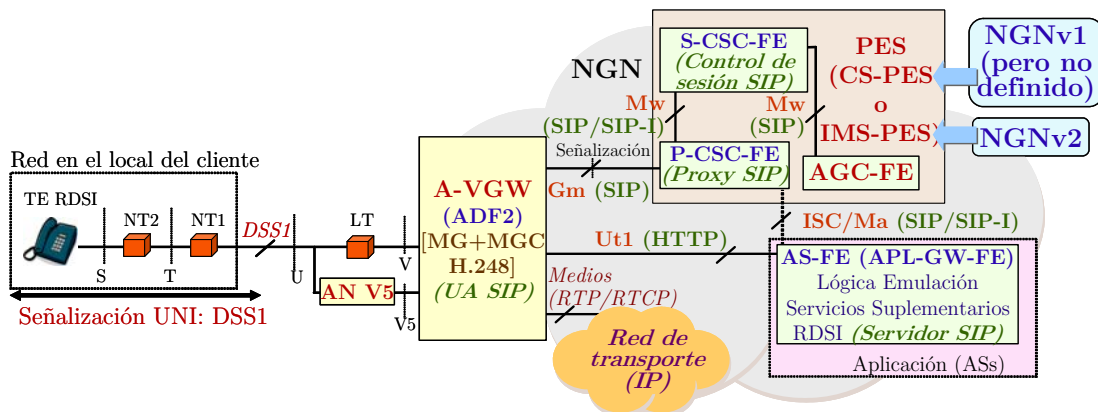 NGN
S-CSC-FE
(Control de
sesión SIP)
PES
(CS-PES
o
IMS-PES)
NGNv1
(pero no
definido)
NGNv2
Mw
(SIP/SIP-I)
Mw
(SIP)
Señalización
P-CSC-FE
(Proxy SIP)
AGC-FE
Gm (SIP)
Red en el local del cliente
TE RDSI
NT2
NT1
S
T
DSS1
U
LT
V
AN V5
V5
Señalización UNI: DSS1
A-VGW
(ADF2)
[MG+MGC
H.248]
(UA SIP)
Ut1 (HTTP)
ISC/Ma (SIP/SIP-I)
Medios
(RTP/RTCP)
Red de
transporte
(IP)
AS-FE (APL-GW-FE)
Lógica Emulación
Servicios Suplementarios
RDSI (Servidor SIP)
Aplicación (ASs)